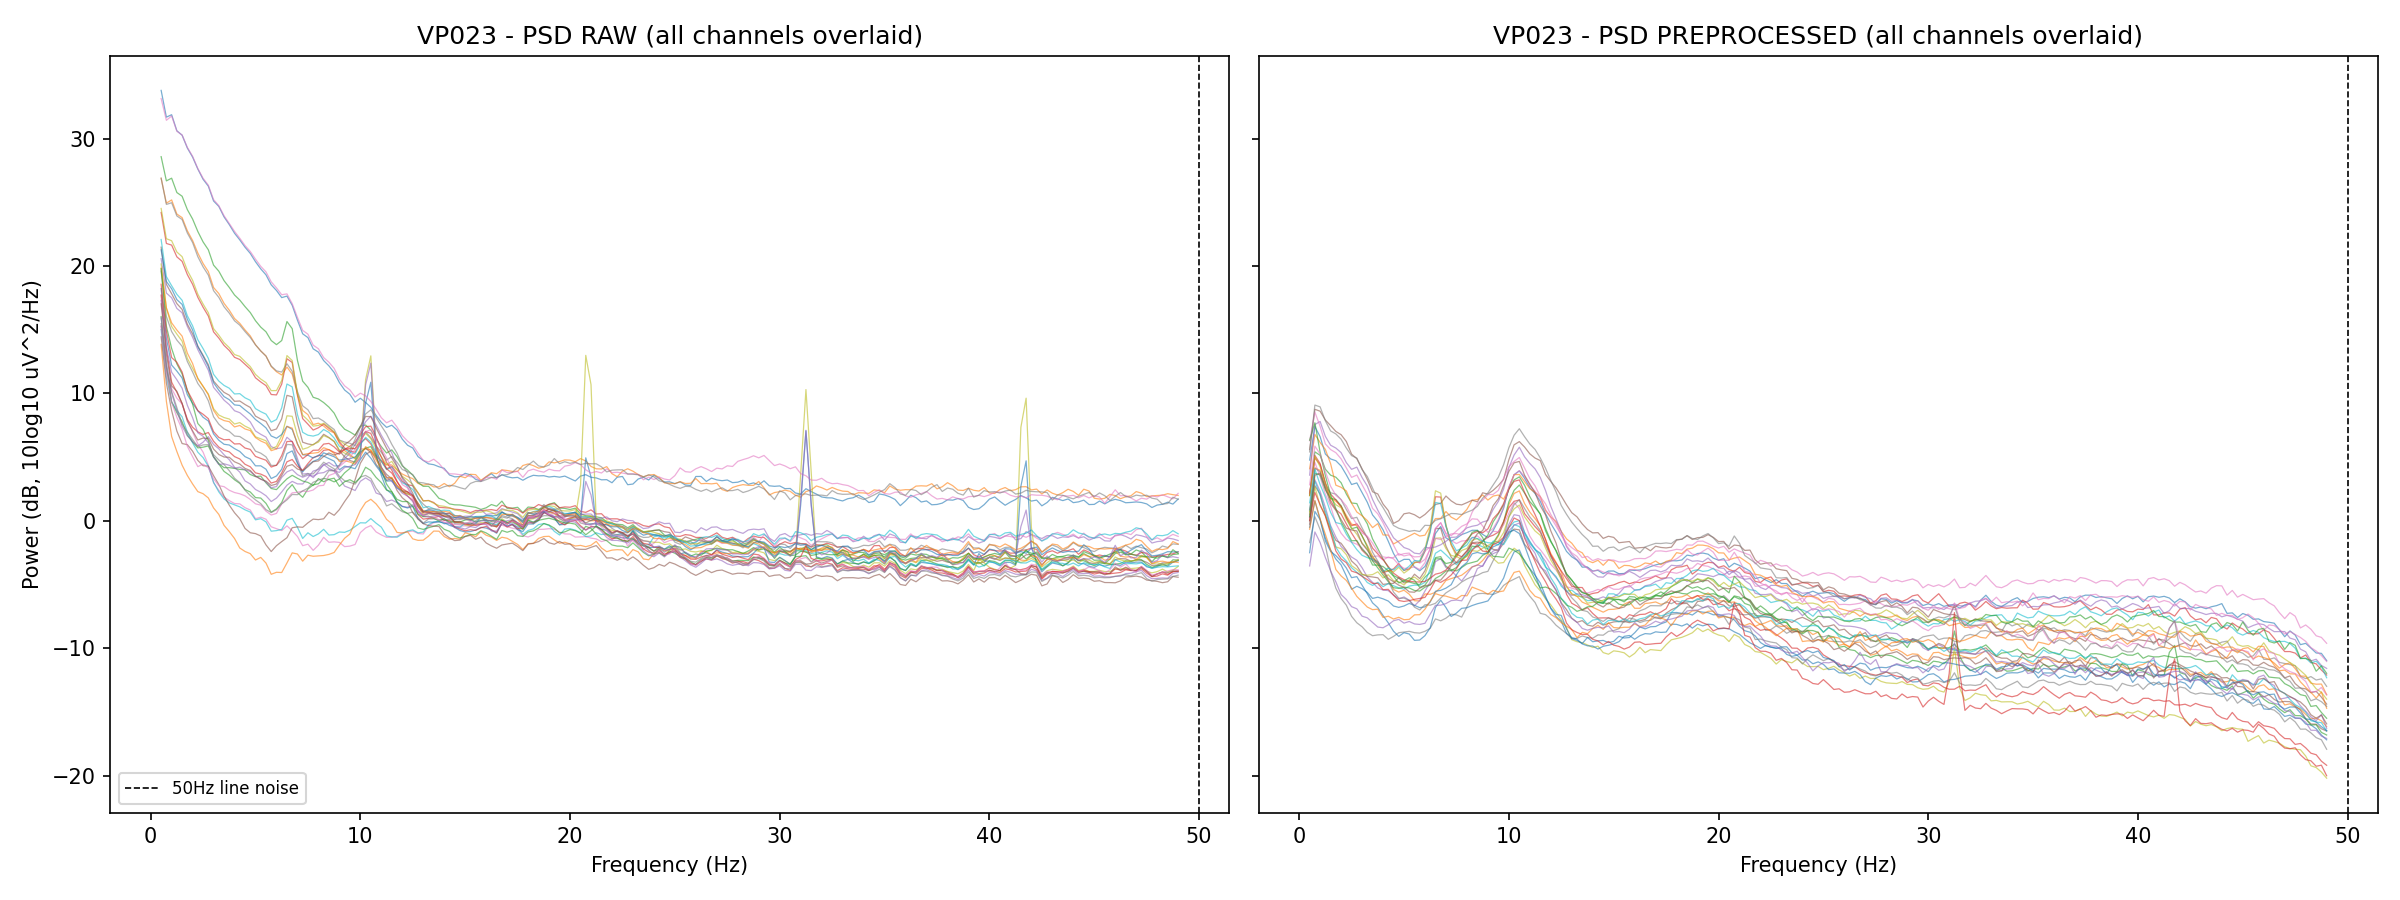 VP023 - PSD RAW (all channels overlaid)
VP023 - PSD PREPROCESSED (all channels overlaid)
Power (dB, 10log10 uV^2/Hz)
30
20
10
0
−10
−20
50Hz line noise
0 10 20 30 40 50
0 10 20 30 40 50
Frequency (Hz)
Frequency (Hz)